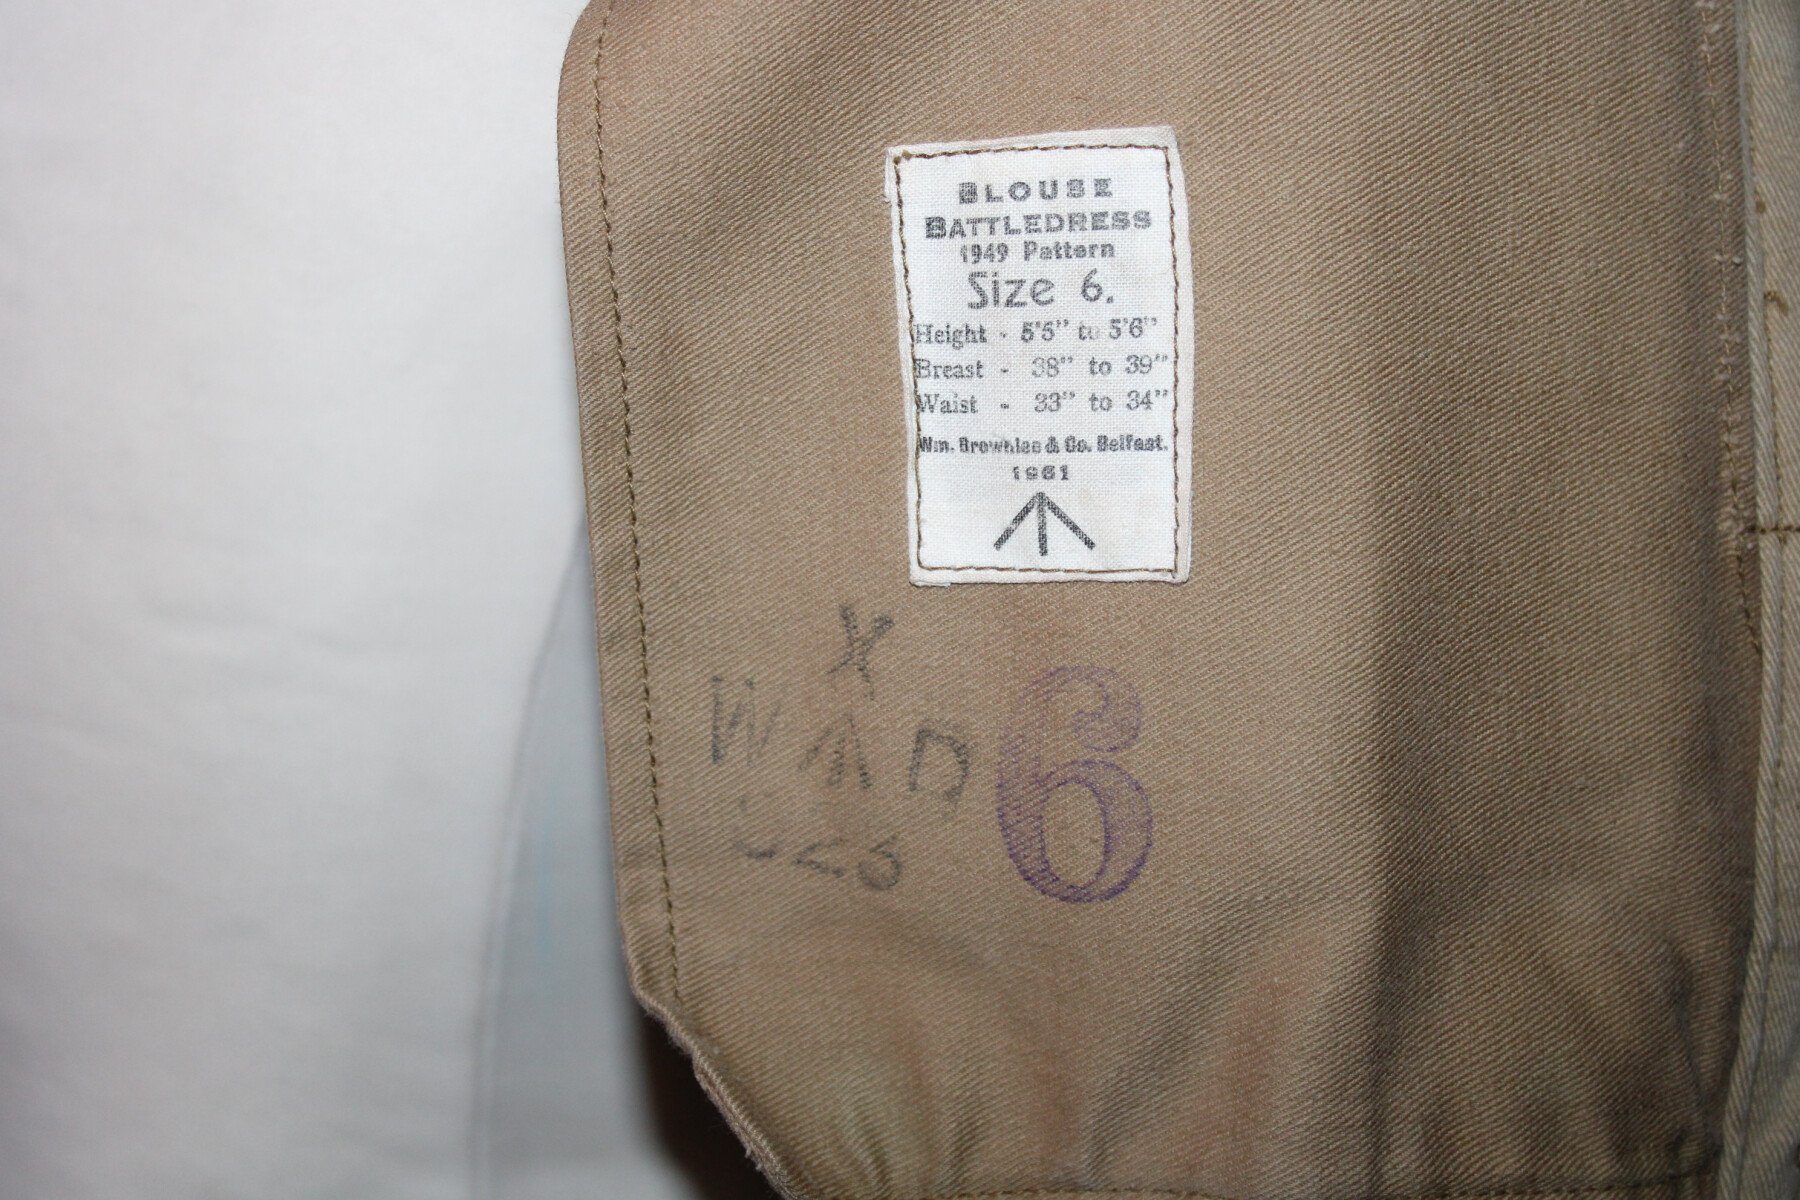 BLOUSE
BATTLEDRESS
1949 Pattern
Size 6.
Height - 5'5" to 5'6"
Breast - 38" to 39"
Waist - 33" to 34"
Wm. Brownlee & Co. Belfast.
1961
X
W D
6